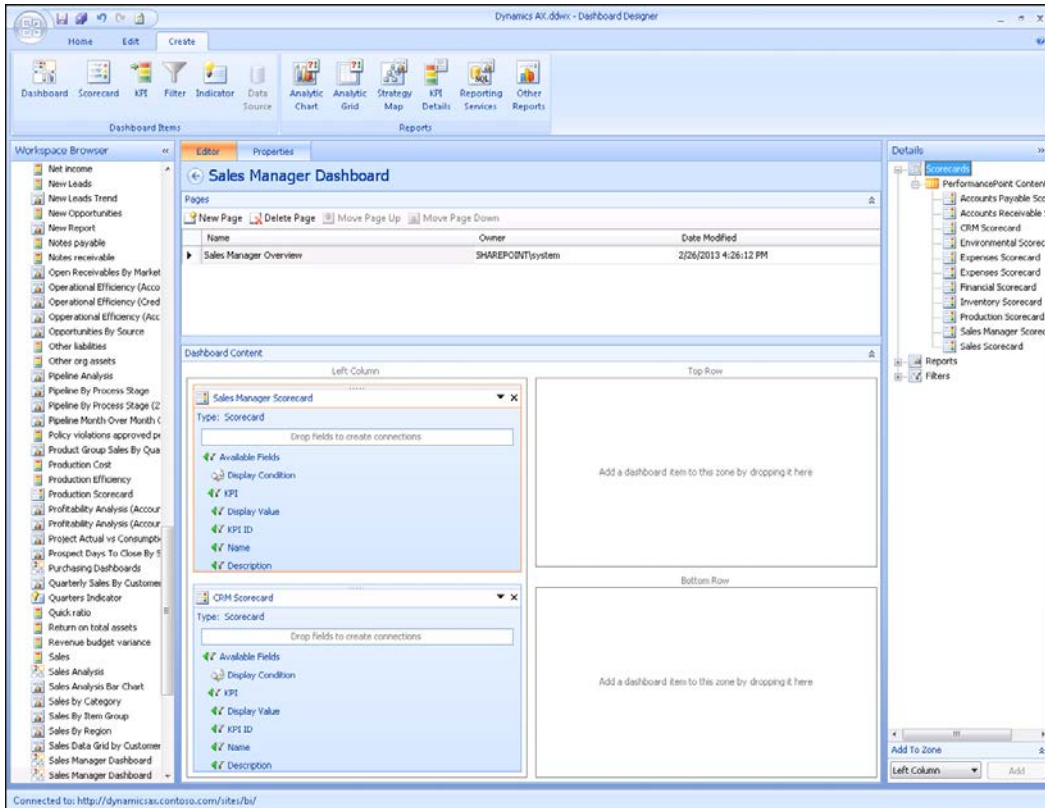 Dynamics AX.ddwx - Dashboard Designer
Home Edit Create
Dashboard Scorecard KPI Filter Indicator Data Source Analytic Chart Analytic Grid Strategy Map KPI Details Reporting Services Other Reports
Dashboard Items Reports
Workspace Browser
Net income
New Leads
New Leads Trend
New Opportunities
New Report
Notes payable
Notes receivable
Open Receivables By Market
Operational Efficiency (Acco
Operational Efficiency (Cred
Opperational Efficiency (Acc
Opportunities By Source
Other liabilities
Other org assets
Pipeline Analysis
Pipeline By Process Stage
Pipeline By Process Stage (2
Pipeline Month Over Month (
Policy violations approved pe
Product Group Sales By Qua
Production Cost
Production Efficiency
Production Scorecard
Profitability Analysis (Accour
Profitability Analysis (Accour
Project Actual vs Consumpti
Prospect Days To Close By S
Purchasing Dashboards
Quarterly Sales By Customer
Quarters Indicator
Quick ratio
Return on total assets
Revenue budget variance
Sales
Sales Analysis
Sales Analysis Bar Chart
Sales by Category
Sales By Item Group
Sales By Region
Sales Data Grid by Customer
Sales Manager Dashboard
Sales Manager Dashboard
Editor Properties
Sales Manager Dashboard
Pages
New Page Delete Page Move Page Up Move Page Down
Name Owner Date Modified
Sales Manager Overview SHAREPOINT\system 2/26/2013 4:26:12 PM
Dashboard Content
Left Column
Sales Manager Scorecard
Type: Scorecard
Drop fields to create connections
Available Fields
Display Condition
KPI
Display Value
KPI ID
Name
Description
CRM Scorecard
Type: Scorecard
Drop fields to create connections
Available Fields
Display Condition
KPI
Display Value
KPI ID
Name
Description
Top Row
Add a dashboard item to this zone by dropping it here
Bottom Row
Add a dashboard item to this zone by dropping it here
Details
Scorecards
PerformancePoint Content
Accounts Payable Sco
Accounts Receivable S
CRM Scorecard
Environmental Scorec
Expenses Scorecard
Expenses Scorecard
Financial Scorecard
Inventory Scorecard
Production Scorecard
Sales Manager Scorec
Sales Scorecard
Reports
Filters
Add To Zone
Left Column Add
Connected to: http://dynamicsax.contoso.com/sites/bi/